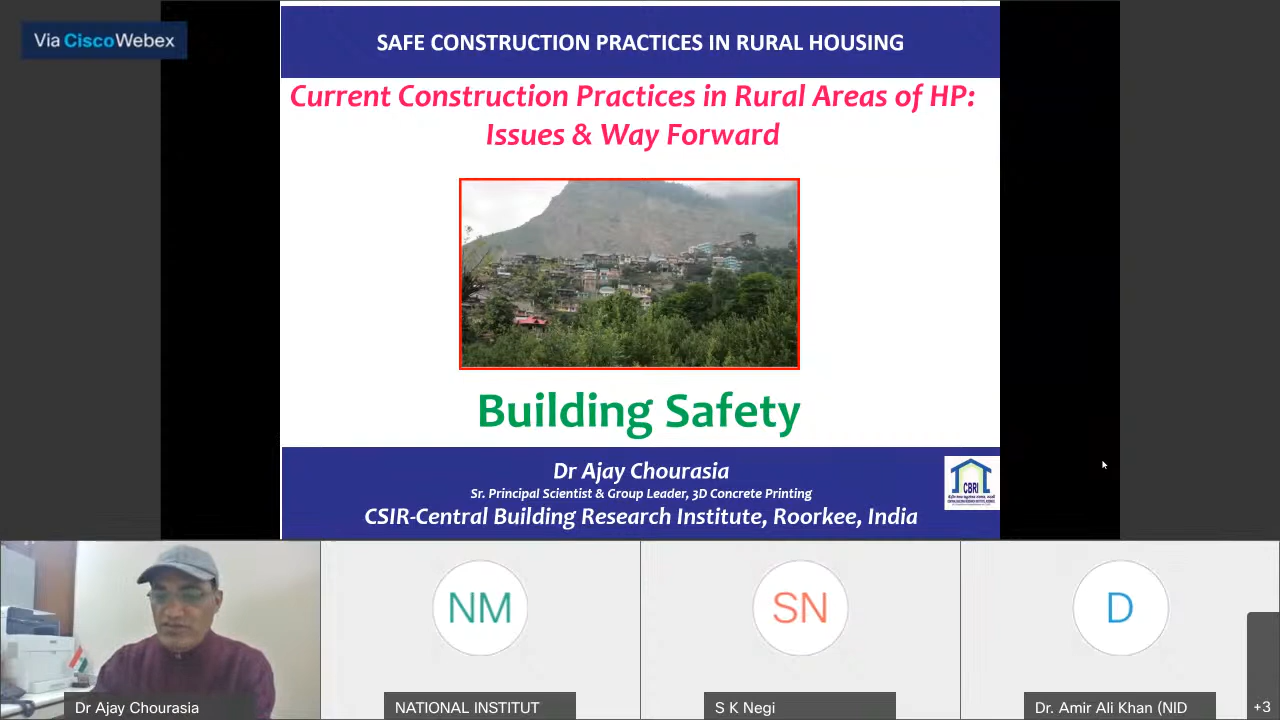 Via Cisco Webex
SAFE CONSTRUCTION PRACTICES IN RURAL HOUSING
Current Construction Practices in Rural Areas of HP:
Issues & Way Forward
Building Safety
Dr Ajay Chourasia
Sr. Principal Scientist & Group Leader, 3D Concrete Printing
CSIR-Central Building Research Institute, Roorkee, India
CBRI
NM
SN
D
Dr Ajay Chourasia
NATIONAL INSTITUT
S K Negi
Dr. Amir Ali Khan (NID
+3